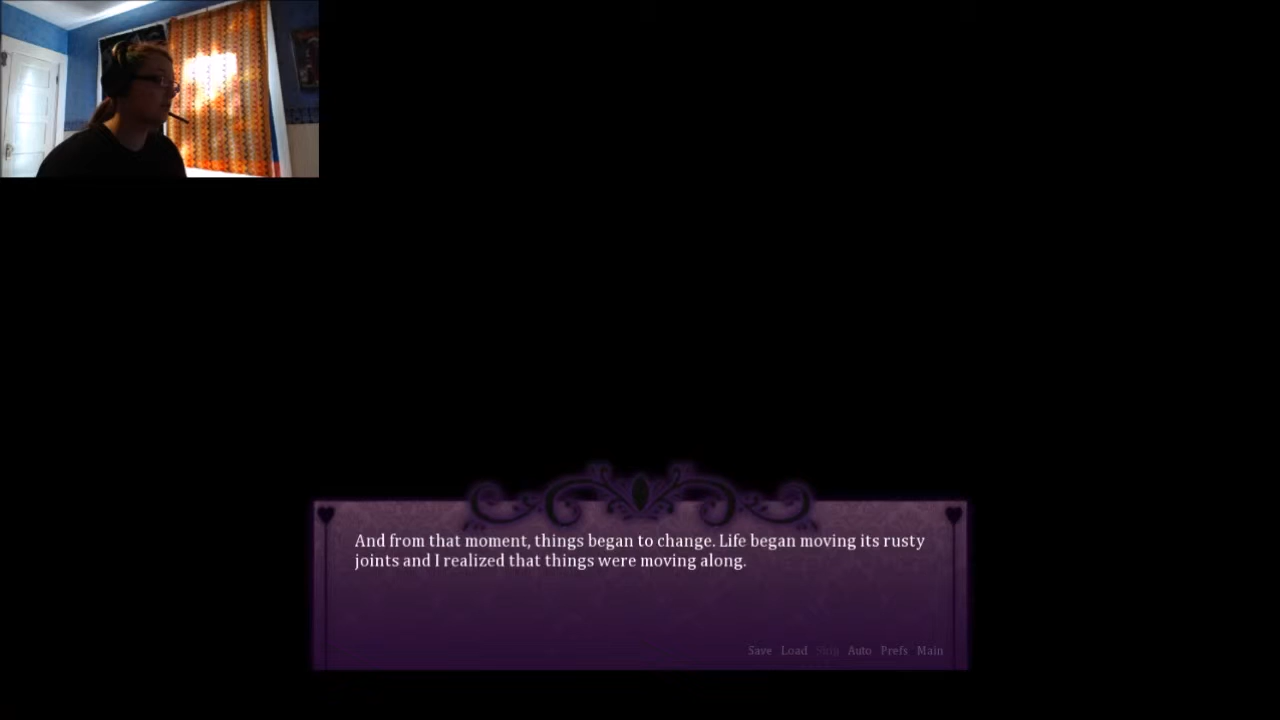 And from that moment, things began to change. Life began moving its rusty
joints and I realized that things were moving along.
Save Load Skip Auto Prefs Main